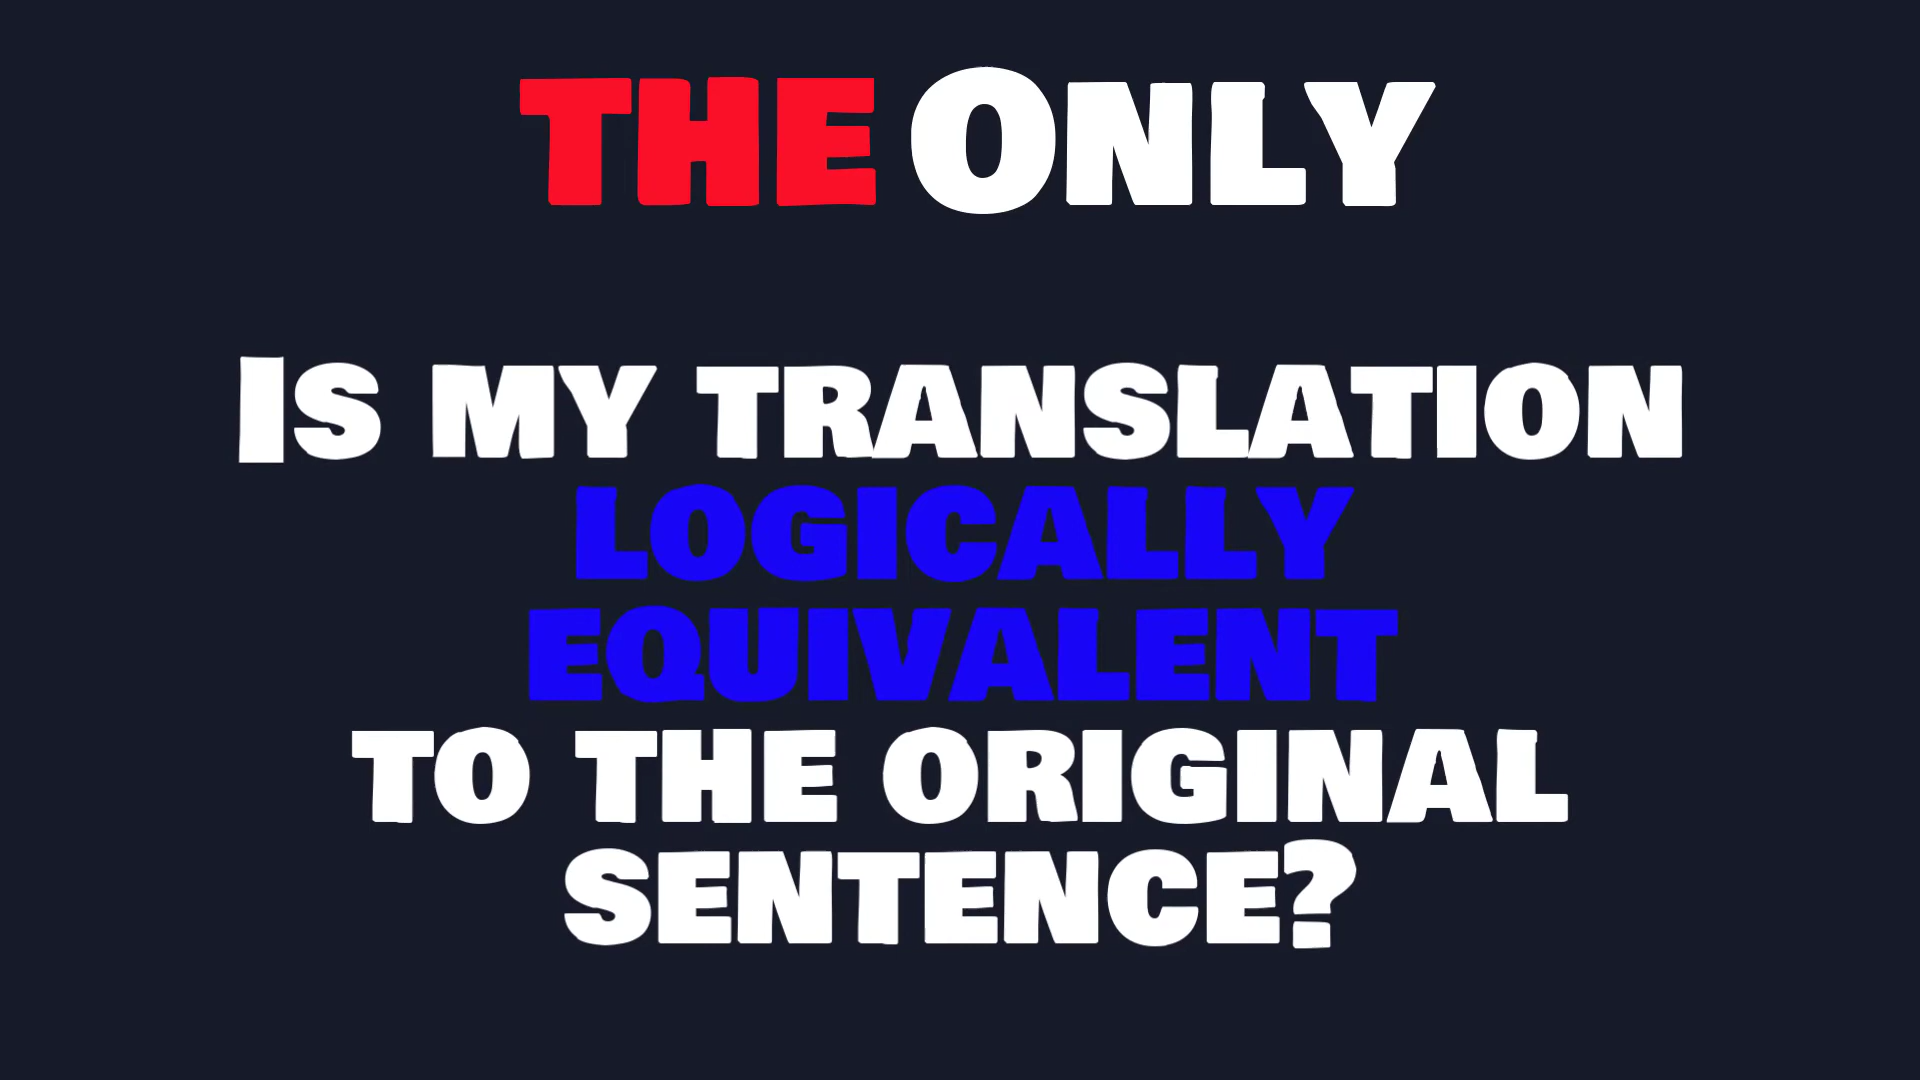 THE ONLY
IS MY TRANSLATION
LOGICALLY
EQUIVALENT
TO THE ORIGINAL
SENTENCE?